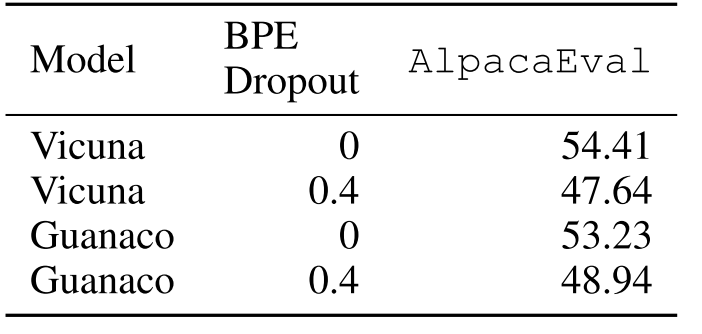 Model BPE Dropout AlpacaEval
Vicuna 0 54.41
Vicuna 0.4 47.64
Guanaco 0 53.23
Guanaco 0.4 48.94